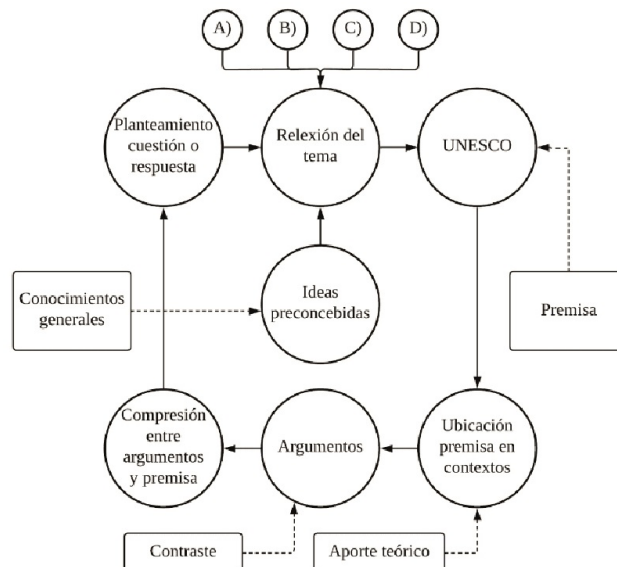 A)
B)
C)
D)
Planteamiento
cuestión o
respuesta
Relexión del
tema
UNESCO
Conocimientos
generales
Ideas
preconcebidas
Premisa
Compresión
entre
argumentos
y premisa
Argumentos
Ubicación
premisa en
contextos
Contraste
Aporte teórico